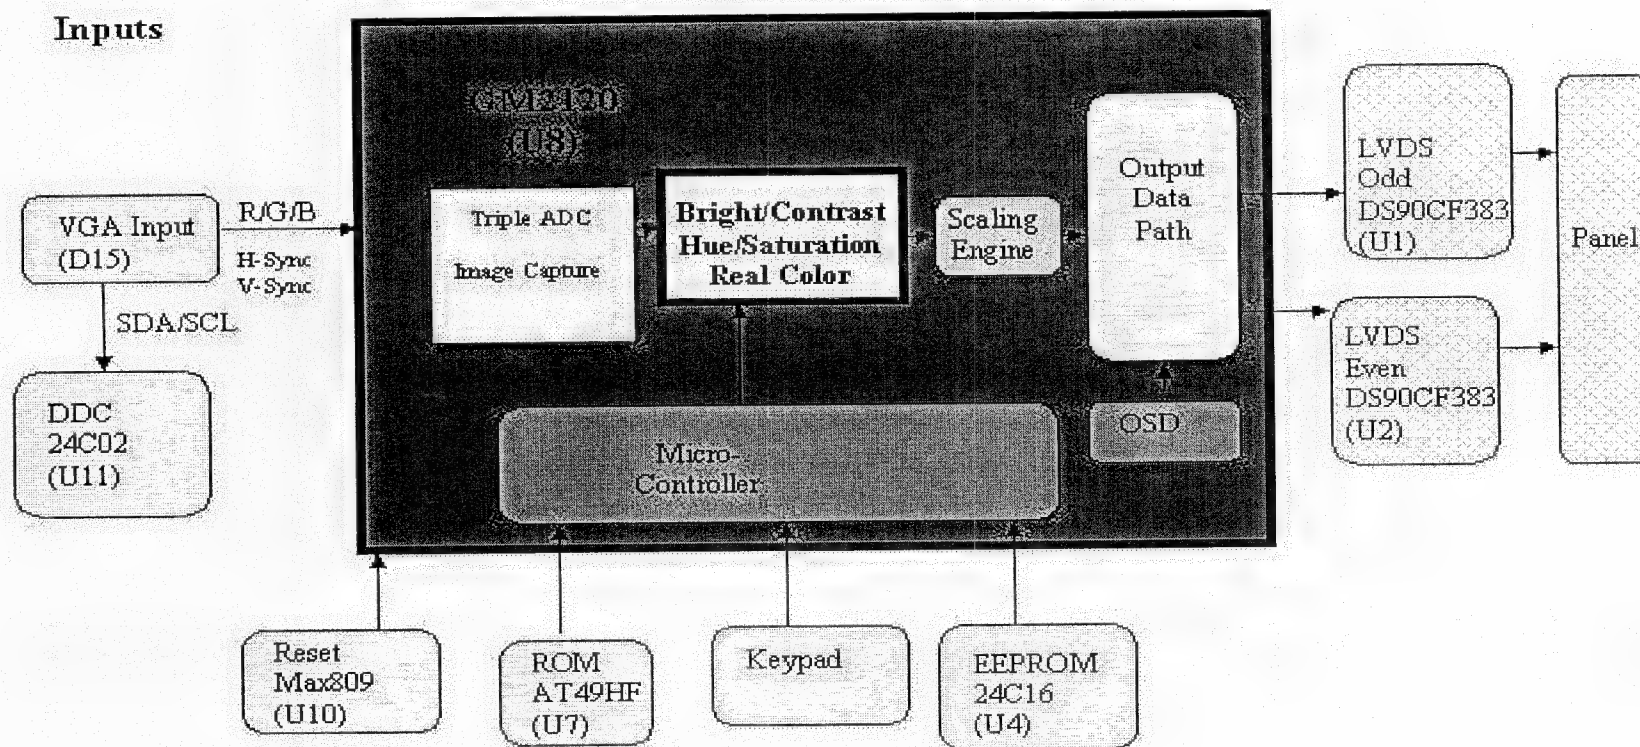 Inputs
GM2120
(U8)
VGA Input
(D15)
R/G/B
H-Sync
V-Sync
SDA/SCL
DDC
24C02
(U11)
Triple ADC
Image Capture
Bright/Contrast
Hue/Saturation
Real Color
Scaling
Engine
Output
Data
Path
OSD
Micro-
Controller
LVDS
Odd
DS90CF383
(U1)
LVDS
Even
DS90CF383
(U2)
Panel
Reset
Max809
(U10)
ROM
AT49HF
(U7)
Keypad
EEPROM
24C16
(U4)